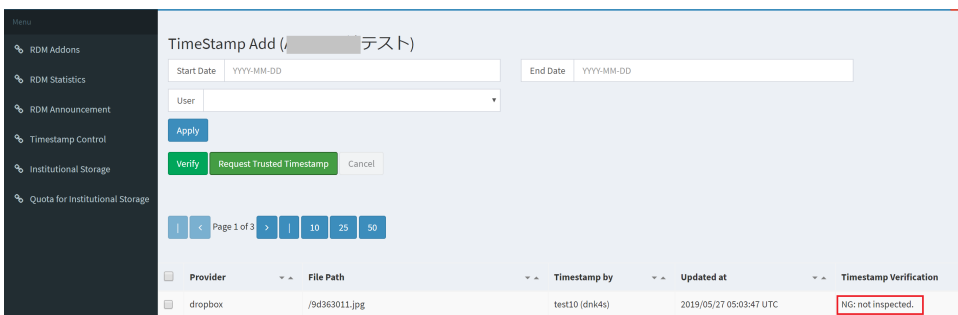 Menu
RDM Addons
RDM Statistics
RDM Announcement
Timestamp Control
Institutional Storage
Quota for Institutional Storage
TimeStamp Add ( テスト)
Start Date YYYY-MM-DD End Date YYYY-MM-DD
User
Apply
Verify Request Trusted Timestamp Cancel
| < Page 1 of 3 > | 10 25 50
Provider File Path Timestamp by Updated at Timestamp Verification
dropbox /9d363011.jpg test10 (dnk4s) 2019/05/27 05:03:47 UTC NG: not inspected.